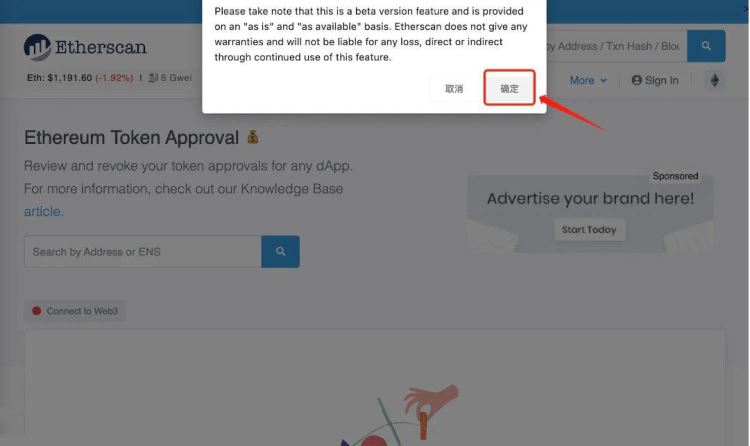 Please take note that this is a beta version feature and is provided
on an "as is" and "as available" basis. Etherscan does not give any
warranties and will not be liable for any loss, direct or indirect
through continued use of this feature.
取消
确定
Etherscan
by Address / Txn Hash /
Eth: $1,191.60 (-1.92%) | 6 Gwei
More
Sign In
Ethereum Token Approval
Review and revoke your token approvals for any dApp.
For more information, check out our Knowledge Base
article.
Sponsored
Advertise your brand here!
Start Today
Search by Address or ENS
Connect to Web3